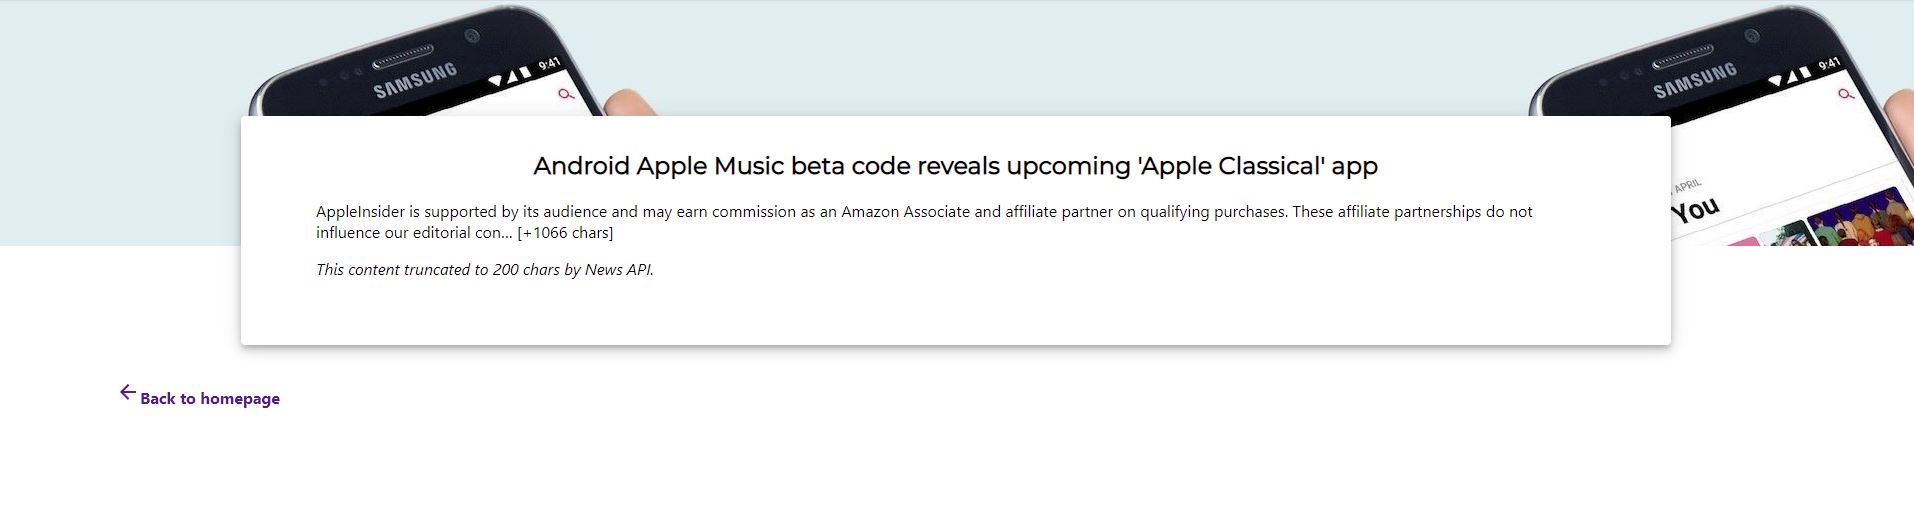 SAMSUNG
9:41
SAMSUNG
9:41
APRIL
You
Android Apple Music beta code reveals upcoming 'Apple Classical' app
AppleInsider is supported by its audience and may earn commission as an Amazon Associate and affiliate partner on qualifying purchases. These affiliate partnerships do not
influence our editorial con… [+1066 chars]
This content truncated to 200 chars by News API.
Back to homepage